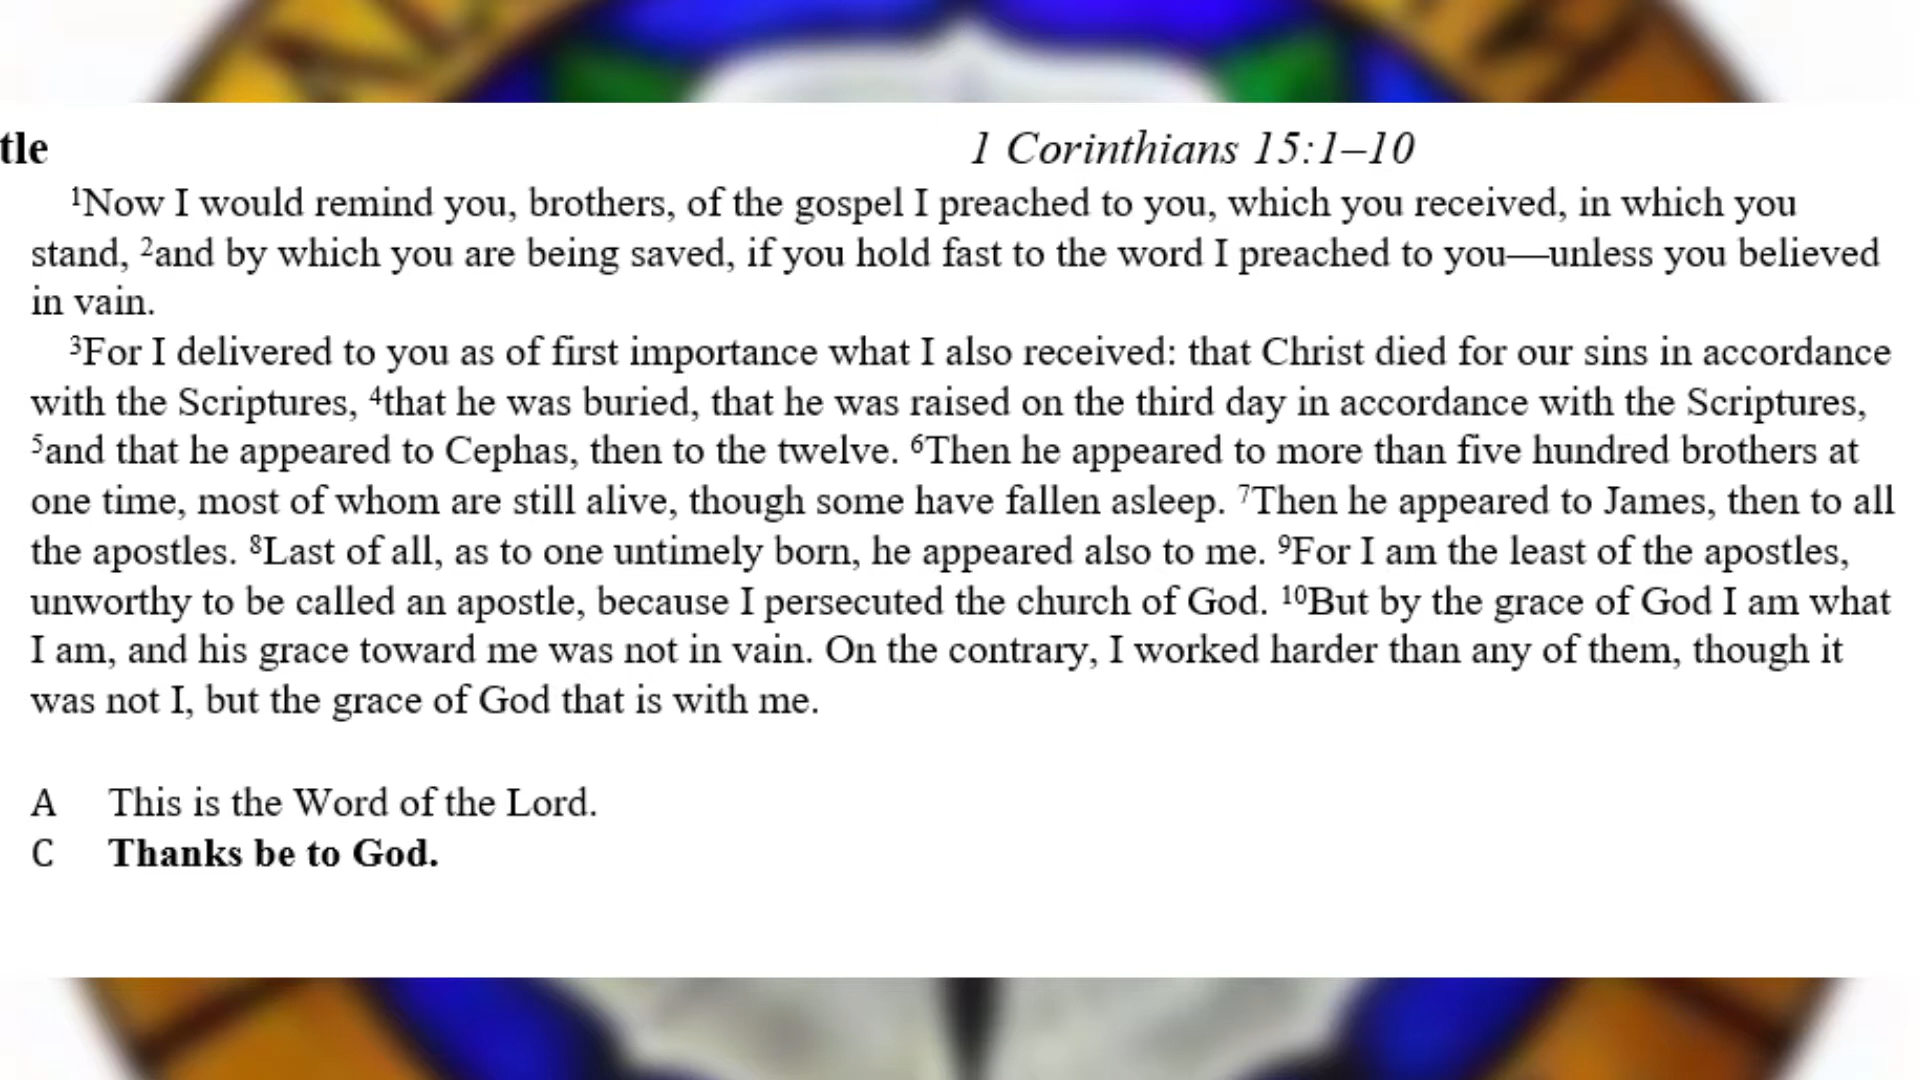 tle 1 Corinthians 15:1–10
¹Now I would remind you, brothers, of the gospel I preached to you, which you received, in which you
stand, ²and by which you are being saved, if you hold fast to the word I preached to you—unless you believed
in vain.
³For I delivered to you as of first importance what I also received: that Christ died for our sins in accordance
with the Scriptures, ⁴that he was buried, that he was raised on the third day in accordance with the Scriptures,
⁵and that he appeared to Cephas, then to the twelve. ⁶Then he appeared to more than five hundred brothers at
one time, most of whom are still alive, though some have fallen asleep. ⁷Then he appeared to James, then to all
the apostles. ⁸Last of all, as to one untimely born, he appeared also to me. ⁹For I am the least of the apostles,
unworthy to be called an apostle, because I persecuted the church of God. ¹⁰But by the grace of God I am what
I am, and his grace toward me was not in vain. On the contrary, I worked harder than any of them, though it
was not I, but the grace of God that is with me.
A This is the Word of the Lord.
C Thanks be to God.